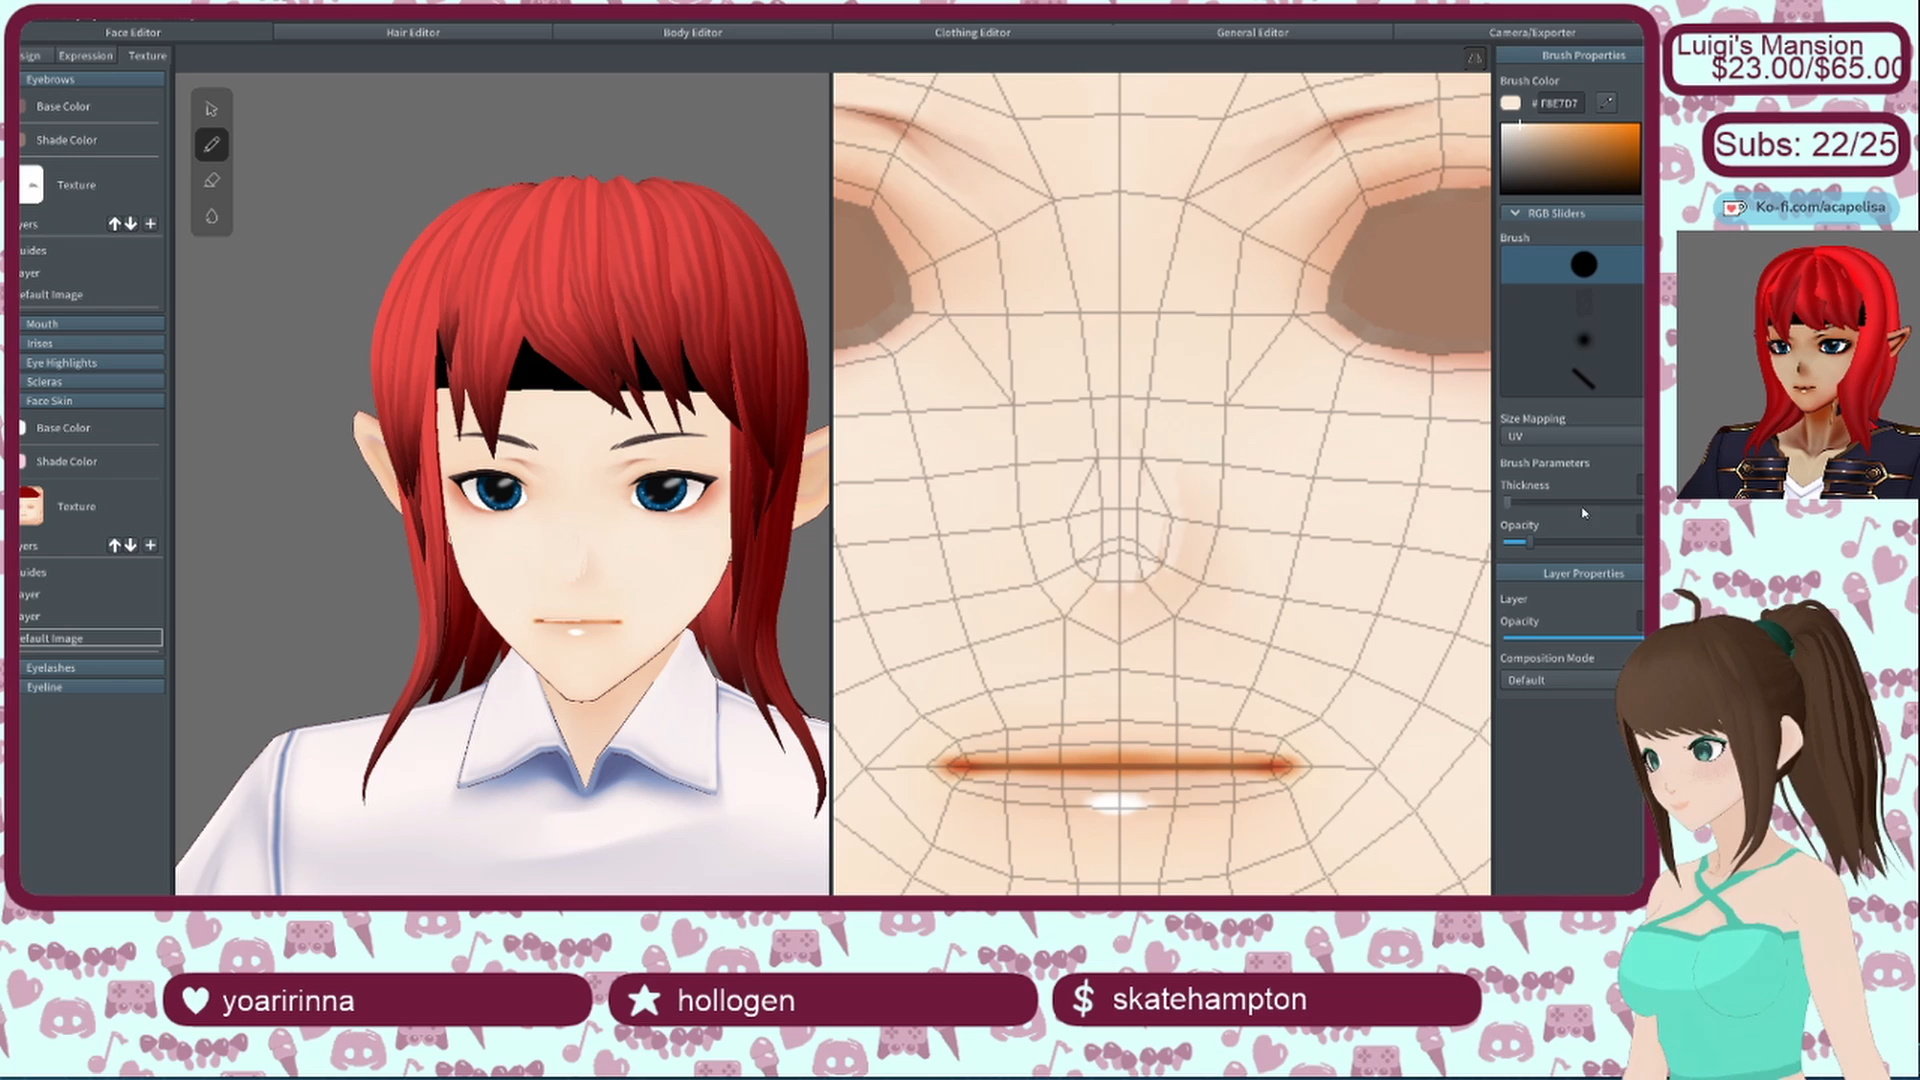 Face Editor
Hair Editor
Body Editor
Clothing Editor
General Editor
Camera/Exporter
sign
Expression
Texture
Eyebrows
Base Color
Shade Color
Texture
yers
uides
ayer
efault Image
Mouth
Irises
Eye Highlights
Scleras
Face Skin
Base Color
Shade Color
Texture
yers
uides
ayer
ayer
efault Image
Eyelashes
Eyeline
Brush Properties
Brush Color
# F8E7D7
RGB Sliders
Brush
Size Mapping
UV
Brush Parameters
Thickness
Opacity
Layer Properties
Layer
Opacity
Composition Mode
Default
Luigi's Mansion
$23.00/$65.00
Subs: 22/25
Ko-fi.com/acapelisa
yoaririnna
hollogen
$ skatehampton